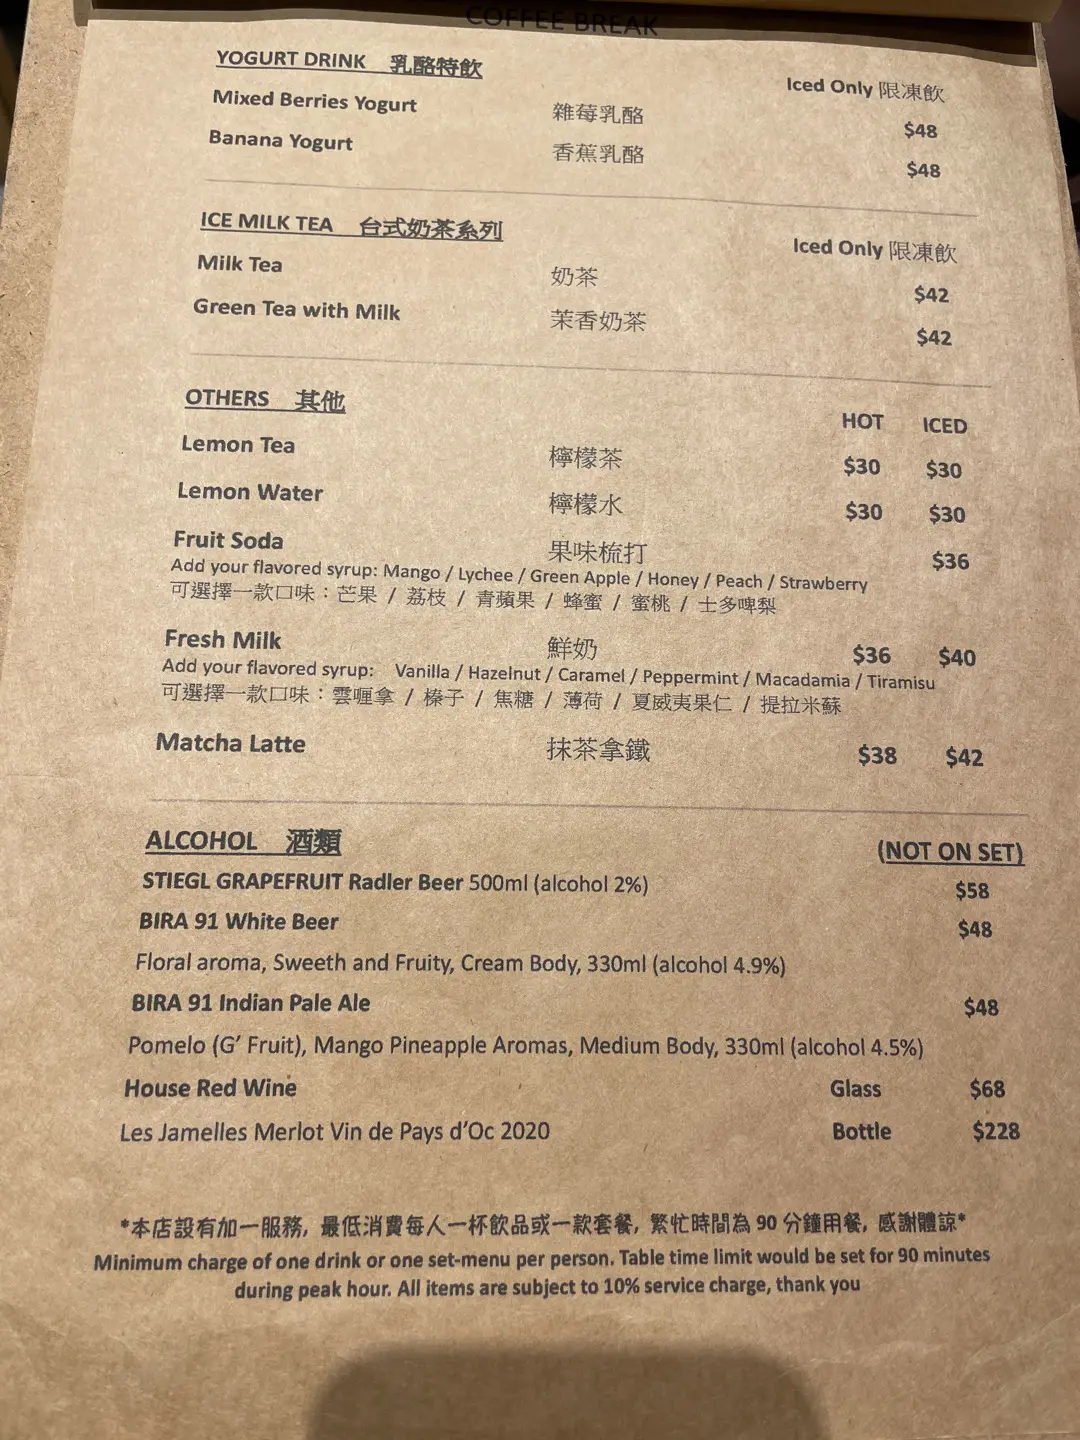 COFFEE BREAK
YOGURT DRINK 乳酪特飲
Iced Only 限凍飲
Mixed Berries Yogurt 雜莓乳酪 $48
Banana Yogurt 香蕉乳酪 $48
ICE MILK TEA 台式奶茶系列
Iced Only 限凍飲
Milk Tea 奶茶 $42
Green Tea with Milk 茉香奶茶 $42
OTHERS 其他
HOT ICED
Lemon Tea 檸檬茶 $30 $30
Lemon Water 檸檬水 $30 $30
Fruit Soda 果味梳打 $36
Add your flavored syrup: Mango / Lychee / Green Apple / Honey / Peach / Strawberry
可選擇一款口味：芒果 / 荔枝 / 青蘋果 / 蜂蜜 / 蜜桃 / 士多啤梨
Fresh Milk 鮮奶 $36 $40
Add your flavored syrup: Vanilla / Hazelnut / Caramel / Peppermint / Macadamia / Tiramisu
可選擇一款口味：雲喱拿 / 榛子 / 焦糖 / 薄荷 / 夏威夷果仁 / 提拉米蘇
Matcha Latte 抹茶拿鐵 $38 $42
ALCOHOL 酒類 (NOT ON SET)
STIEGL GRAPEFRUIT Radler Beer 500ml (alcohol 2%) $58
BIRA 91 White Beer $48
Floral aroma, Sweeth and Fruity, Cream Body, 330ml (alcohol 4.9%)
BIRA 91 Indian Pale Ale $48
Pomelo (G' Fruit), Mango Pineapple Aromas, Medium Body, 330ml (alcohol 4.5%)
House Red Wine Glass $68
Les Jamelles Merlot Vin de Pays d'Oc 2020 Bottle $228
*本店設有加一服務, 最低消費每人一杯飲品或一款套餐, 繁忙時間為 90 分鐘用餐, 感謝體諒*
Minimum charge of one drink or one set-menu per person. Table time limit would be set for 90 minutes
during peak hour. All items are subject to 10% service charge, thank you